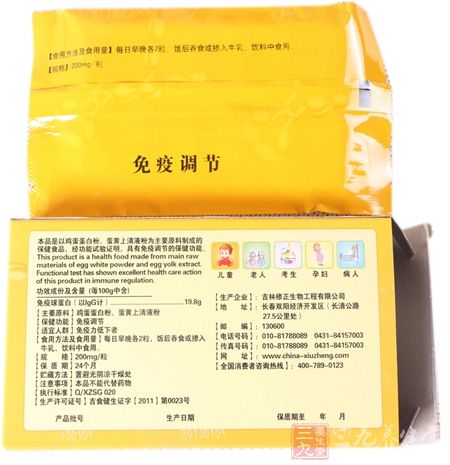 【食用方法及食用量】每日早晚各2粒, 饭后吞食或掺入牛乳、饮料中食用。
【规格】200mg/粒
免疫调节
本品是以鸡蛋蛋白粉、蛋黄上清液粉为主要原料制成的
保健食品，经功能试验证明，具有免疫调节的保健功能。
This product is a health food made from main raw
materials of egg white powder and egg yolk extract.
Functional test has shown excellent health care action
of this product in immune regulation.
功效成份及含量（每100g中含）
免疫球蛋白（以IgG计） 19.8g
【主要原料】鸡蛋蛋白粉、蛋黄上清液粉
【保健功能】免疫调节
【适宜人群】免疫力低下者
【食用方法及食用量】每日早晚各2粒, 饭后吞食或掺入
牛乳、饮料中食用。
【规 格】200mg/粒
【保 质 期】24个月
【贮藏方法】置避光阴凉干燥处
【注意事项】本品不能代替药物
【执行标准】Q/XZSG 020
【生产许可证号】吉食健生证字【2011】第0023号
儿童 老人 考生 孕妇 病人
【生产企业】：吉林修正生物工程有限公司
【地 址】：长春双阳经济开发区（长清公路
27.5公里处）
【邮 编】：130600
【电话号码】：010-81788089 0431-84157003
【传真号码】：010-81788089 0431-84157003
【网 址】：www.china-xiuzheng.com
【全国消费者咨询热线】：400-789-0123
产品批号 生产日期 保质期至 年 月
130101 20130101
三九养生堂